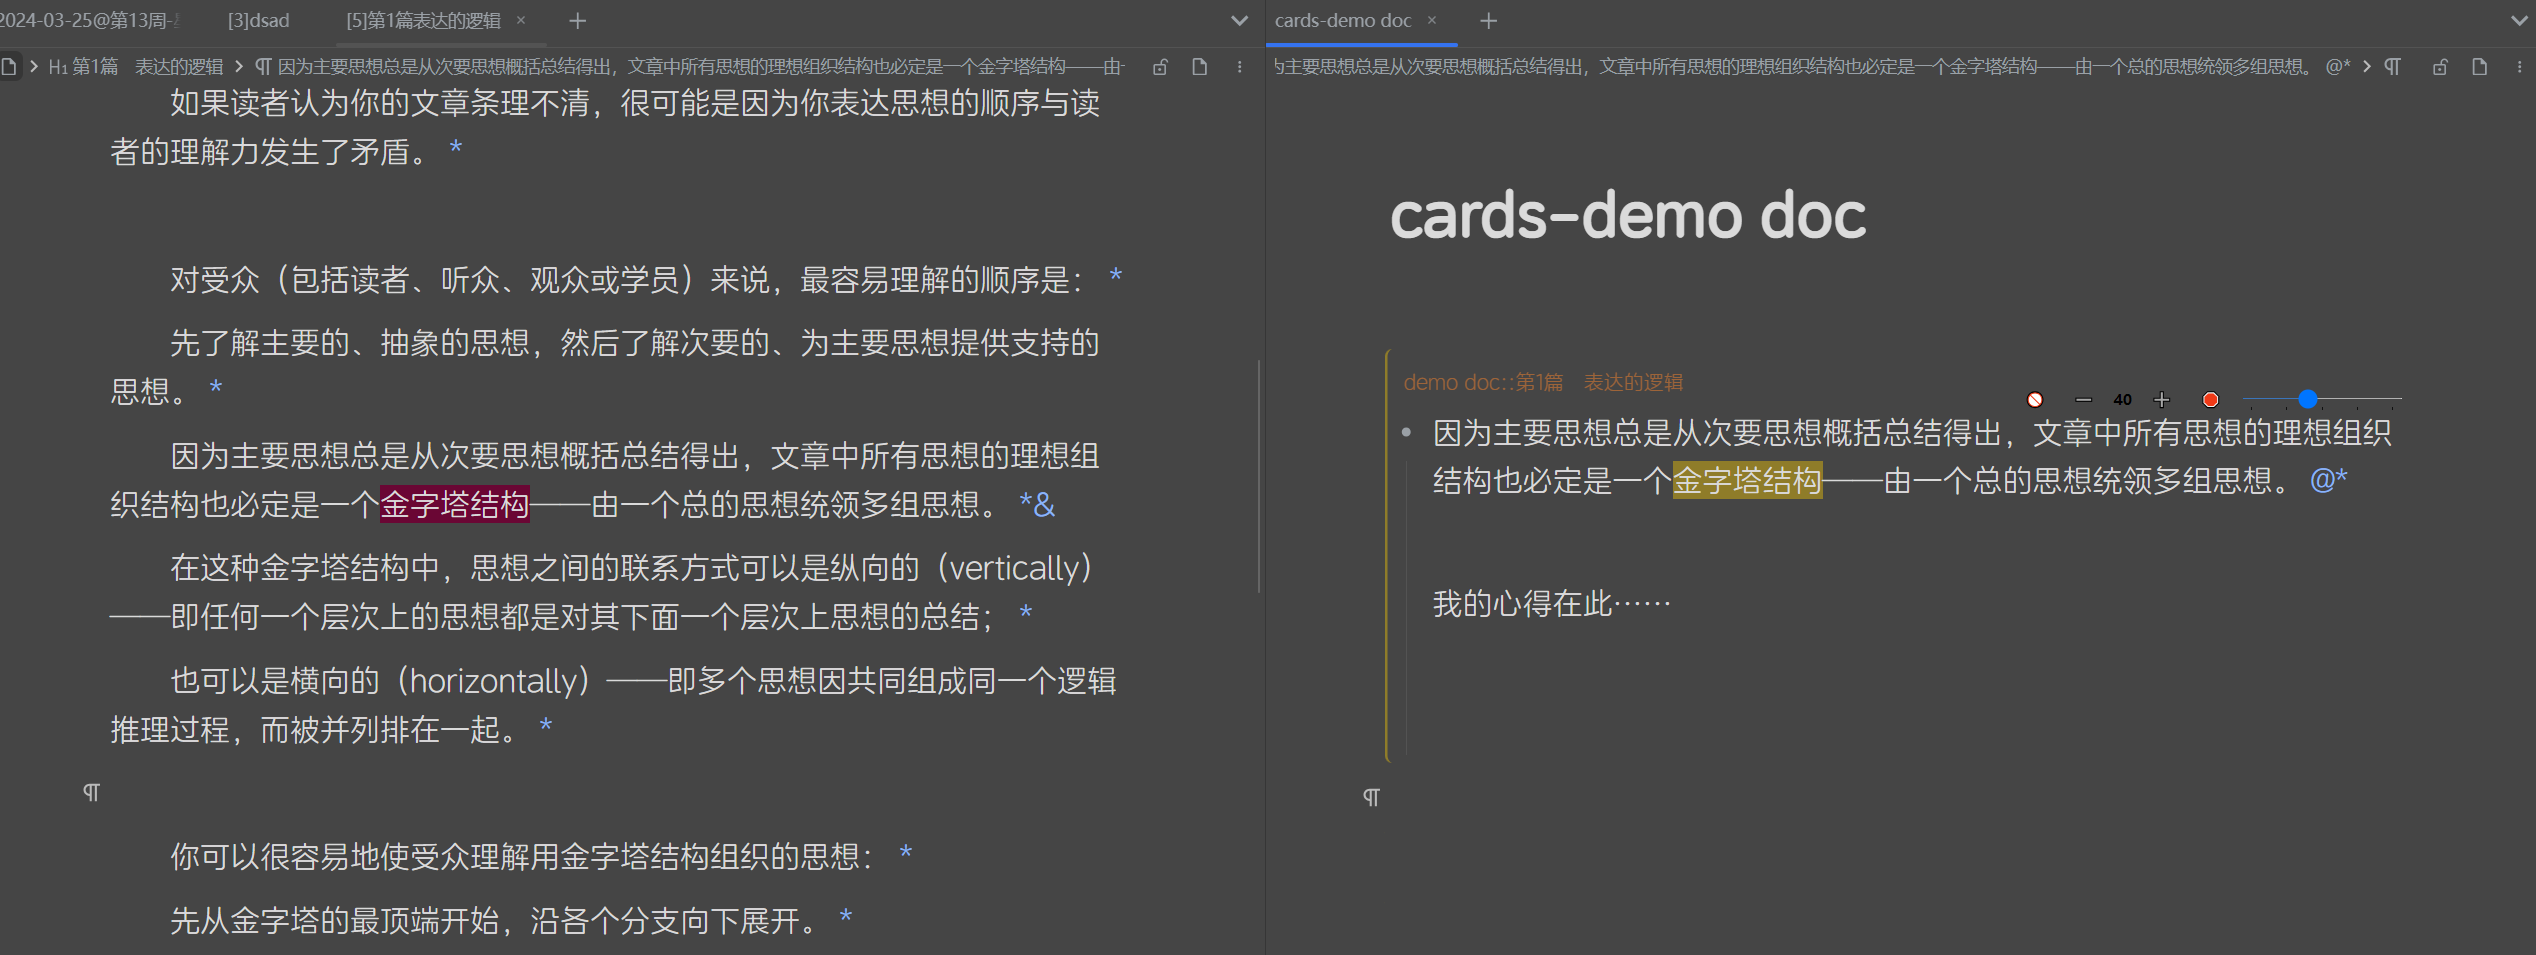 2024-03-25@第13周-
[3]dsad
[5]第1篇表达的逻辑
H1 第1篇 表达的逻辑
因为主要思想总是从次要思想概括总结得出，文章中所有思想的理想组织结构也必定是一个金字塔结构——由一
如果读者认为你的文章条理不清，很可能是因为你表达思想的顺序与读
者的理解力发生了矛盾。 *
对受众（包括读者、听众、观众或学员）来说，最容易理解的顺序是： *
先了解主要的、抽象的思想，然后了解次要的、为主要思想提供支持的
思想。 *
因为主要思想总是从次要思想概括总结得出，文章中所有思想的理想组
织结构也必定是一个金字塔结构——由一个总的思想统领多组思想。 *&
在这种金字塔结构中，思想之间的联系方式可以是纵向的（vertically）
——即任何一个层次上的思想都是对其下面一个层次上思想的总结； *
也可以是横向的（horizontally）——即多个思想因共同组成同一个逻辑
推理过程，而被并列排在一起。 *
你可以很容易地使受众理解用金字塔结构组织的思想： *
先从金字塔的最顶端开始，沿各个分支向下展开。 *
cards-demo doc
为主要思想总是从次要思想概括总结得出，文章中所有思想的理想组织结构也必定是一个金字塔结构——由一个总的思想统领多组思想。 @*
cards-demo doc
demo doc::第1篇 表达的逻辑
40
因为主要思想总是从次要思想概括总结得出，文章中所有思想的理想组织
结构也必定是一个金字塔结构——由一个总的思想统领多组思想。 @*
我的心得在此······